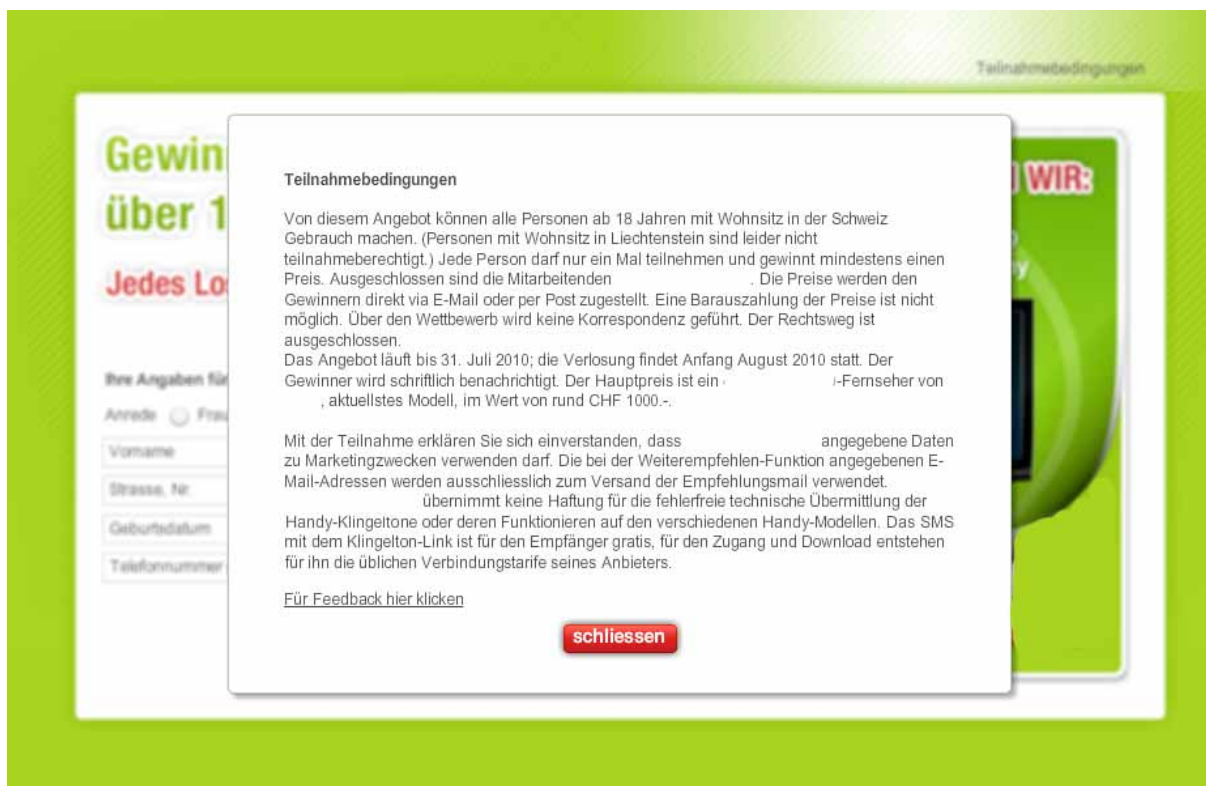 Teilnahmebedingungen
Gewin
über 1
Jedes Lo
WIR:
Ihre Angaben für
Anrede Frau
Vorname
Strasse, Nr.
Geburtsdatum
Telefonnummer
Teilnahmebedingungen
Von diesem Angebot können alle Personen ab 18 Jahren mit Wohnsitz in der Schweiz
Gebrauch machen. (Personen mit Wohnsitz in Liechtenstein sind leider nicht
teilnahmeberechtigt.) Jede Person darf nur ein Mal teilnehmen und gewinnt mindestens einen
Preis. Ausgeschlossen sind die Mitarbeitenden . Die Preise werden den
Gewinnern direkt via E-Mail oder per Post zugestellt. Eine Barauszahlung der Preise ist nicht
möglich. Über den Wettbewerb wird keine Korrespondenz geführt. Der Rechtsweg ist
ausgeschlossen.
Das Angebot läuft bis 31. Juli 2010; die Verlosung findet Anfang August 2010 statt. Der
Gewinner wird schriftlich benachrichtigt. Der Hauptpreis ist ein -Fernseher von
, aktuellstes Modell, im Wert von rund CHF 1000.-.
Mit der Teilnahme erklären Sie sich einverstanden, dass angegebene Daten
zu Marketingzwecken verwenden darf. Die bei der Weiterempfehlen-Funktion angegebenen E-
Mail-Adressen werden ausschliesslich zum Versand der Empfehlungsmail verwendet.
übernimmt keine Haftung für die fehlerfreie technische Übermittlung der
Handy-Klingeltone oder deren Funktionieren auf den verschiedenen Handy-Modellen. Das SMS
mit dem Klingelton-Link ist für den Empfänger gratis, für den Zugang und Download entstehen
für ihn die üblichen Verbindungstarife seines Anbieters.
Für Feedback hier klicken
schliessen